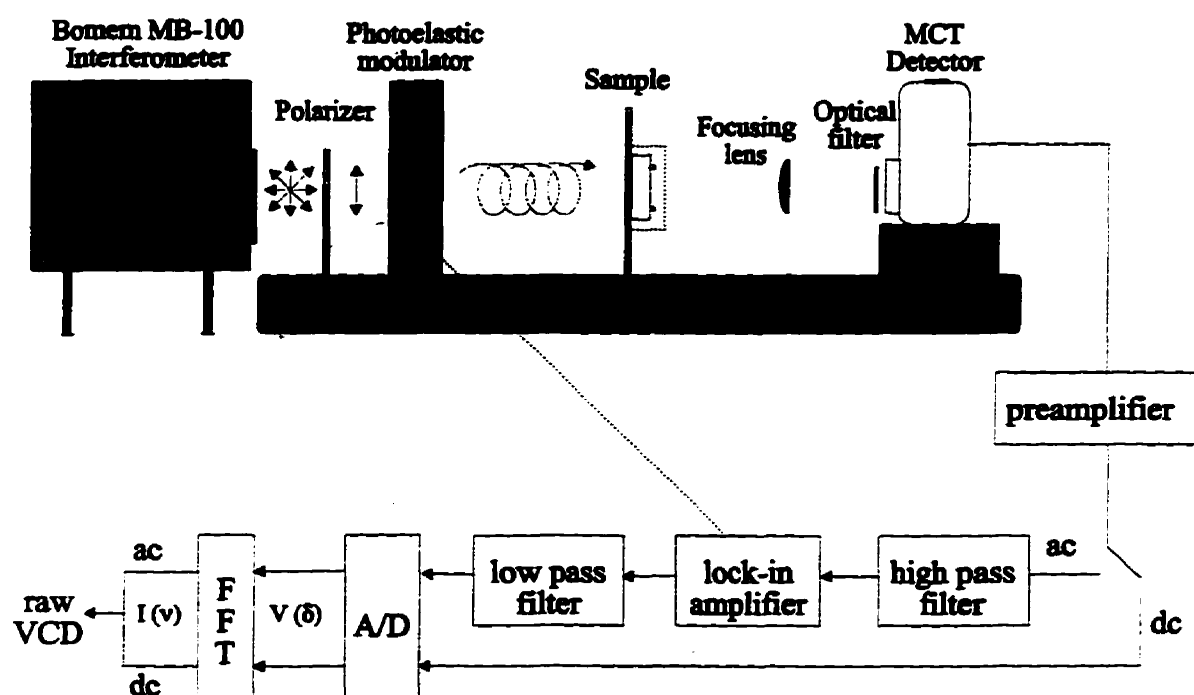 Bomem MB-100
Interferometer
Photoelastic
modulator
MCT
Detector
Sample
Polarizer
Focusing
lens
Optical
filter
preamplifier
ac
ac
low pass
filter
lock-in
amplifier
high pass
filter
raw
VCD
I (ν)
F
F
T
V (δ)
A/D
dc
dc